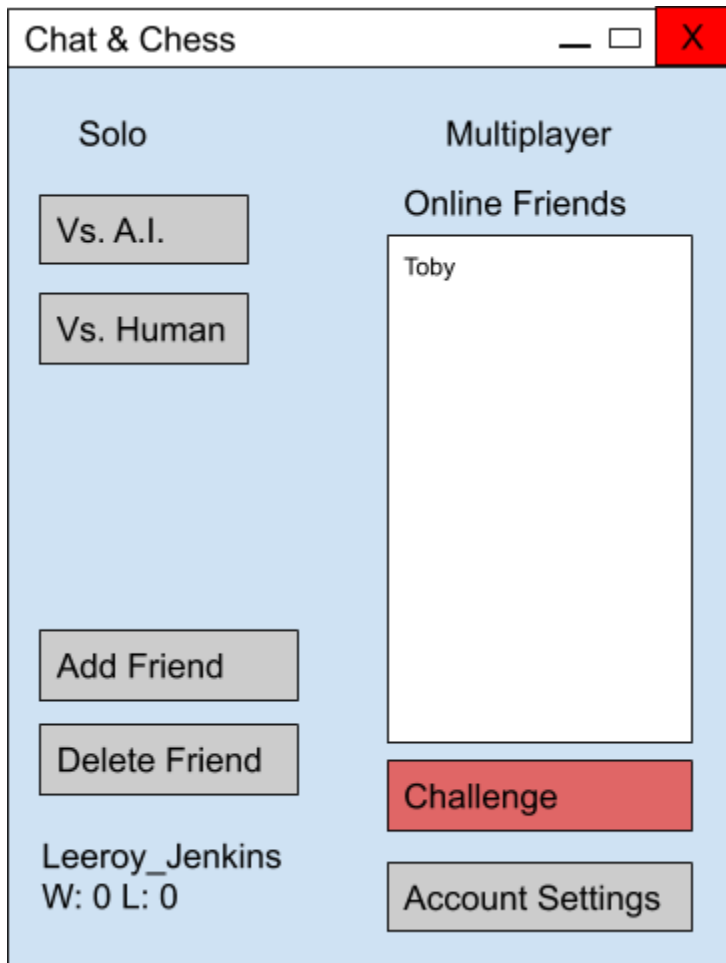 Chat & Chess
X
Solo
Multiplayer
Vs. A.I.
Vs. Human
Online Friends
Toby
Add Friend
Delete Friend
Challenge
Leeroy_Jenkins
W: 0 L: 0
Account Settings